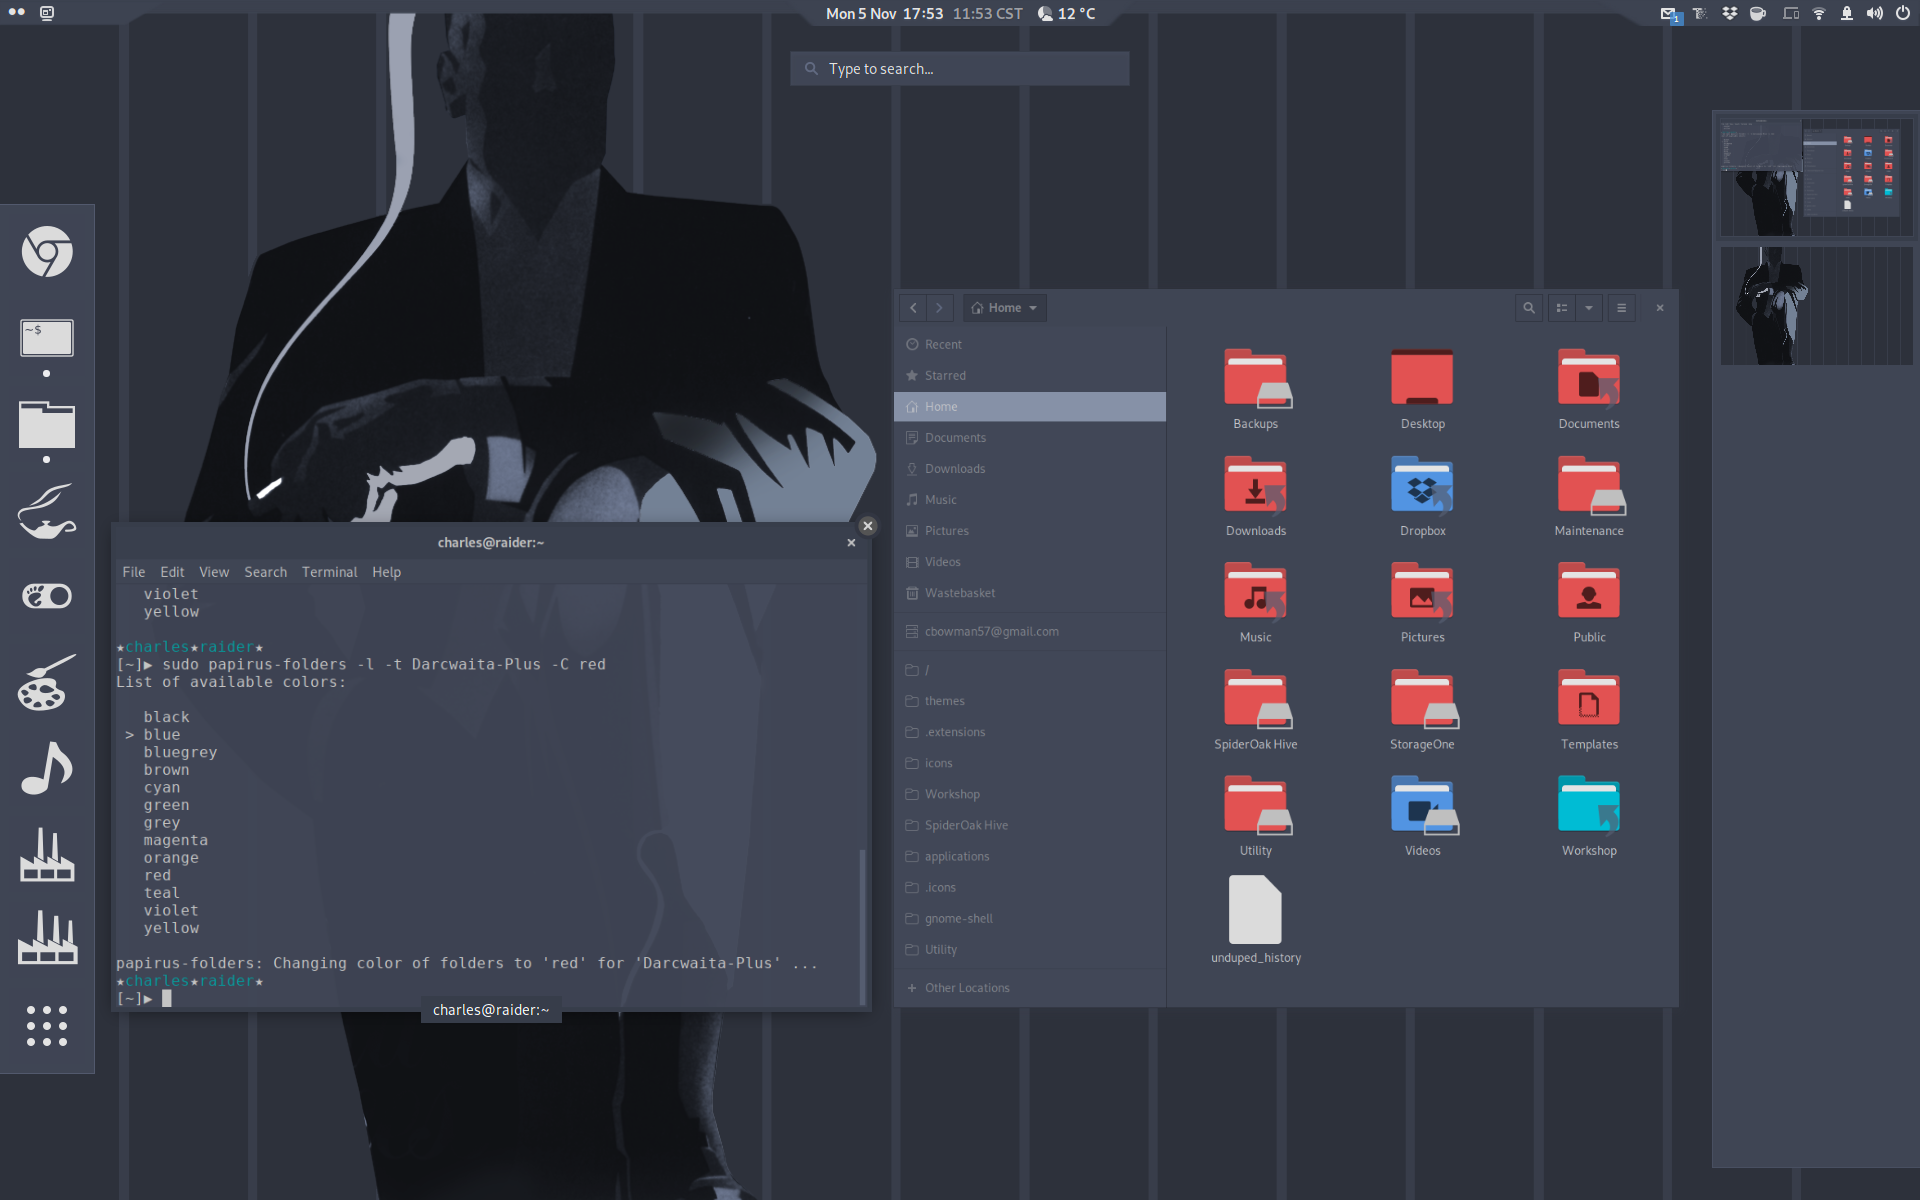 Mon 5 Nov 17:53 11:53 CST 12 °C
1
Type to search...
~$
charles@raider:~
File Edit View Search Terminal Help
violet
yellow
★charles★raider★
[~]▶ sudo papirus-folders -l -t Darcwaita-Plus -C red
List of available colors:
black
> blue
bluegrey
brown
cyan
green
grey
magenta
orange
red
teal
violet
yellow
papirus-folders: Changing color of folders to 'red' for 'Darcwaita-Plus' ...
★charles★raider★
[~]▶
charles@raider:~
Home
Recent
Starred
Home
Documents
Downloads
Music
Pictures
Videos
Wastebasket
cbowman57@gmail.com
/
themes
.extensions
icons
Workshop
SpiderOak Hive
applications
.icons
gnome-shell
Utility
+ Other Locations
Backups Desktop Documents
Downloads Dropbox Maintenance
Music Pictures Public
SpiderOak Hive StorageOne Templates
Utility Videos Workshop
unduped_history